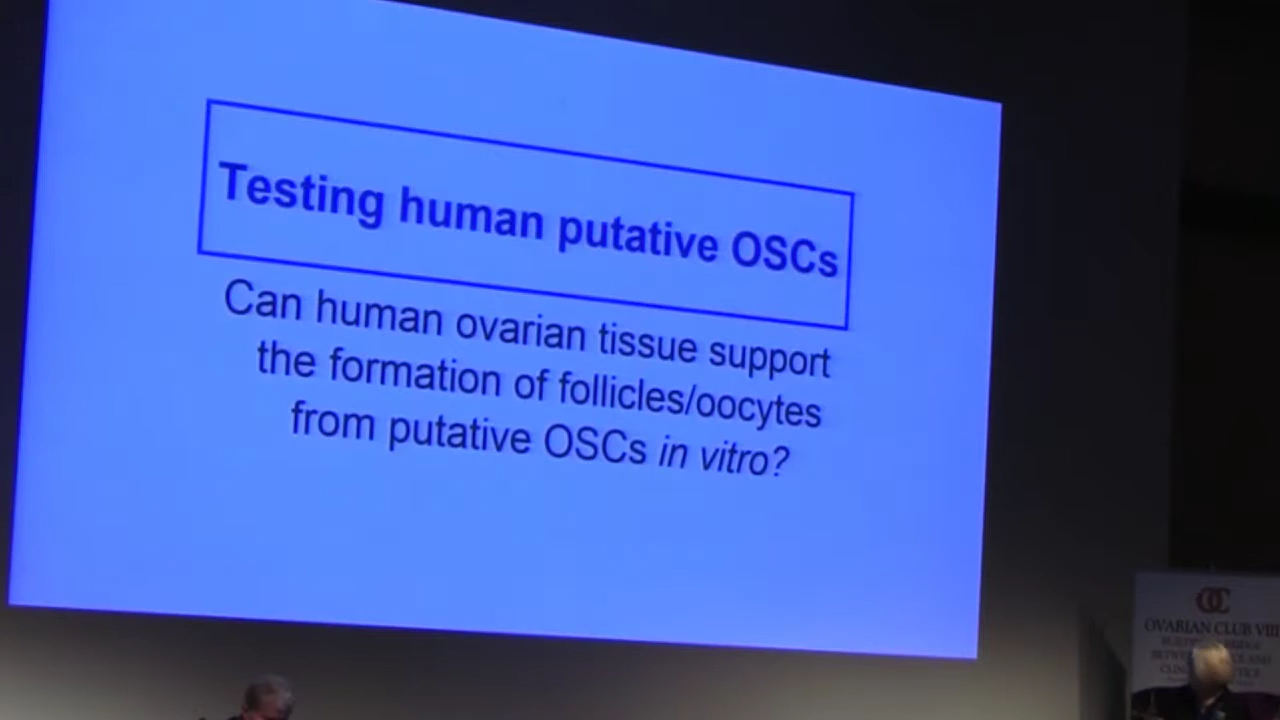 Testing human putative OSCs
Can human ovarian tissue support
the formation of follicles/oocytes
from putative OSCs in vitro?
OC
OVARIAN CLUB VIII